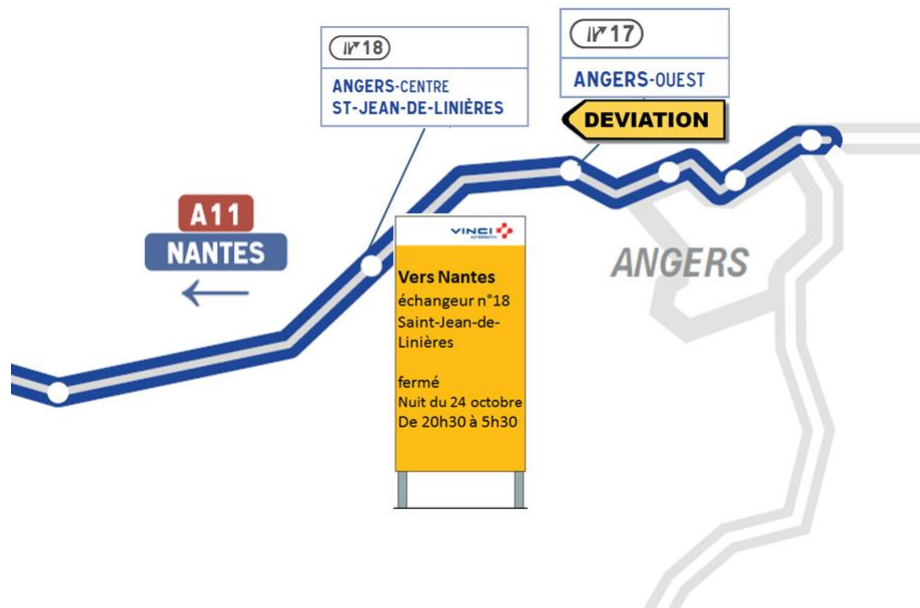 18
ANGERS-CENTRE
ST-JEAN-DE-LINIÈRES
17
ANGERS-OUEST
DEVIATION
A11
NANTES
ANGERS
VINCI
AUTOROUTES
Vers Nantes
échangeur n°18
Saint-Jean-de-
Linières
fermé
Nuit du 24 octobre
De 20h30 à 5h30